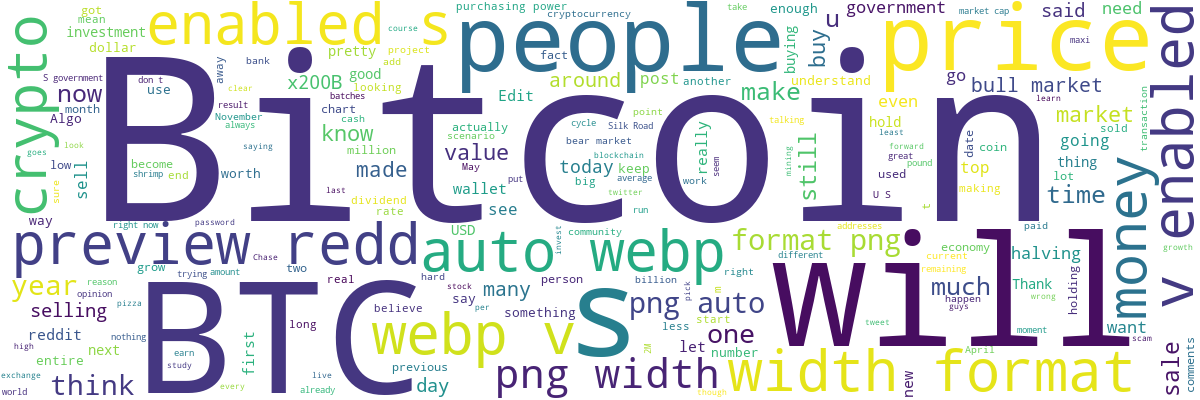 Bitcoin
will
BTC
people
price
s
enabled s
crypto
money
v enabled
preview redd
auto webp
format png
webp v
png auto
png width
width format
time
year
think
now
know
made
value
make
market
bull market
still
sale
one
much
buy
u
selling
today
see
around
x200B
wallet
many
day
halving
want
government
said
need
good
post
Edit
really
even
hold
go
going
thing
top
sell
worth
way
reddit
next
entire
first
new
understand
buying
investment
dollar
got
mean
pretty
looking
project
add
course
purchasing power
cryptocurrency
enough
another
fact
take
market cap
maxi
learn
transaction
sold
date
coin
used
lot
great
pound
least
forward
talking
mining
keep
big
blockchain
average
work
seem
Silk Road
cycle
point
bear market
scenario
actually
chart
cash
million
bank
away
clear
batches
result
November
always
saying
don t
use
S government
month
Algo
goes
look
low
sure
become
shrimp
end
dividend
rate
last
May
put
twitter
run
U S
making
t
paid
addresses
economy
current
remaining
different
growth
holding
Thank
happen
guys
wrong
moment
scam
comments
April
tweet
though
pick
2M
let
number
start
less
m
right
billion
per
stock
hard
say
something
person
community
invest
USD
believe
real
long
two
Chase
password
right now
grow
trying
amount
reason
opinion
pizza
nothing
high
earn
study
exchange
world
every
already
live
previous